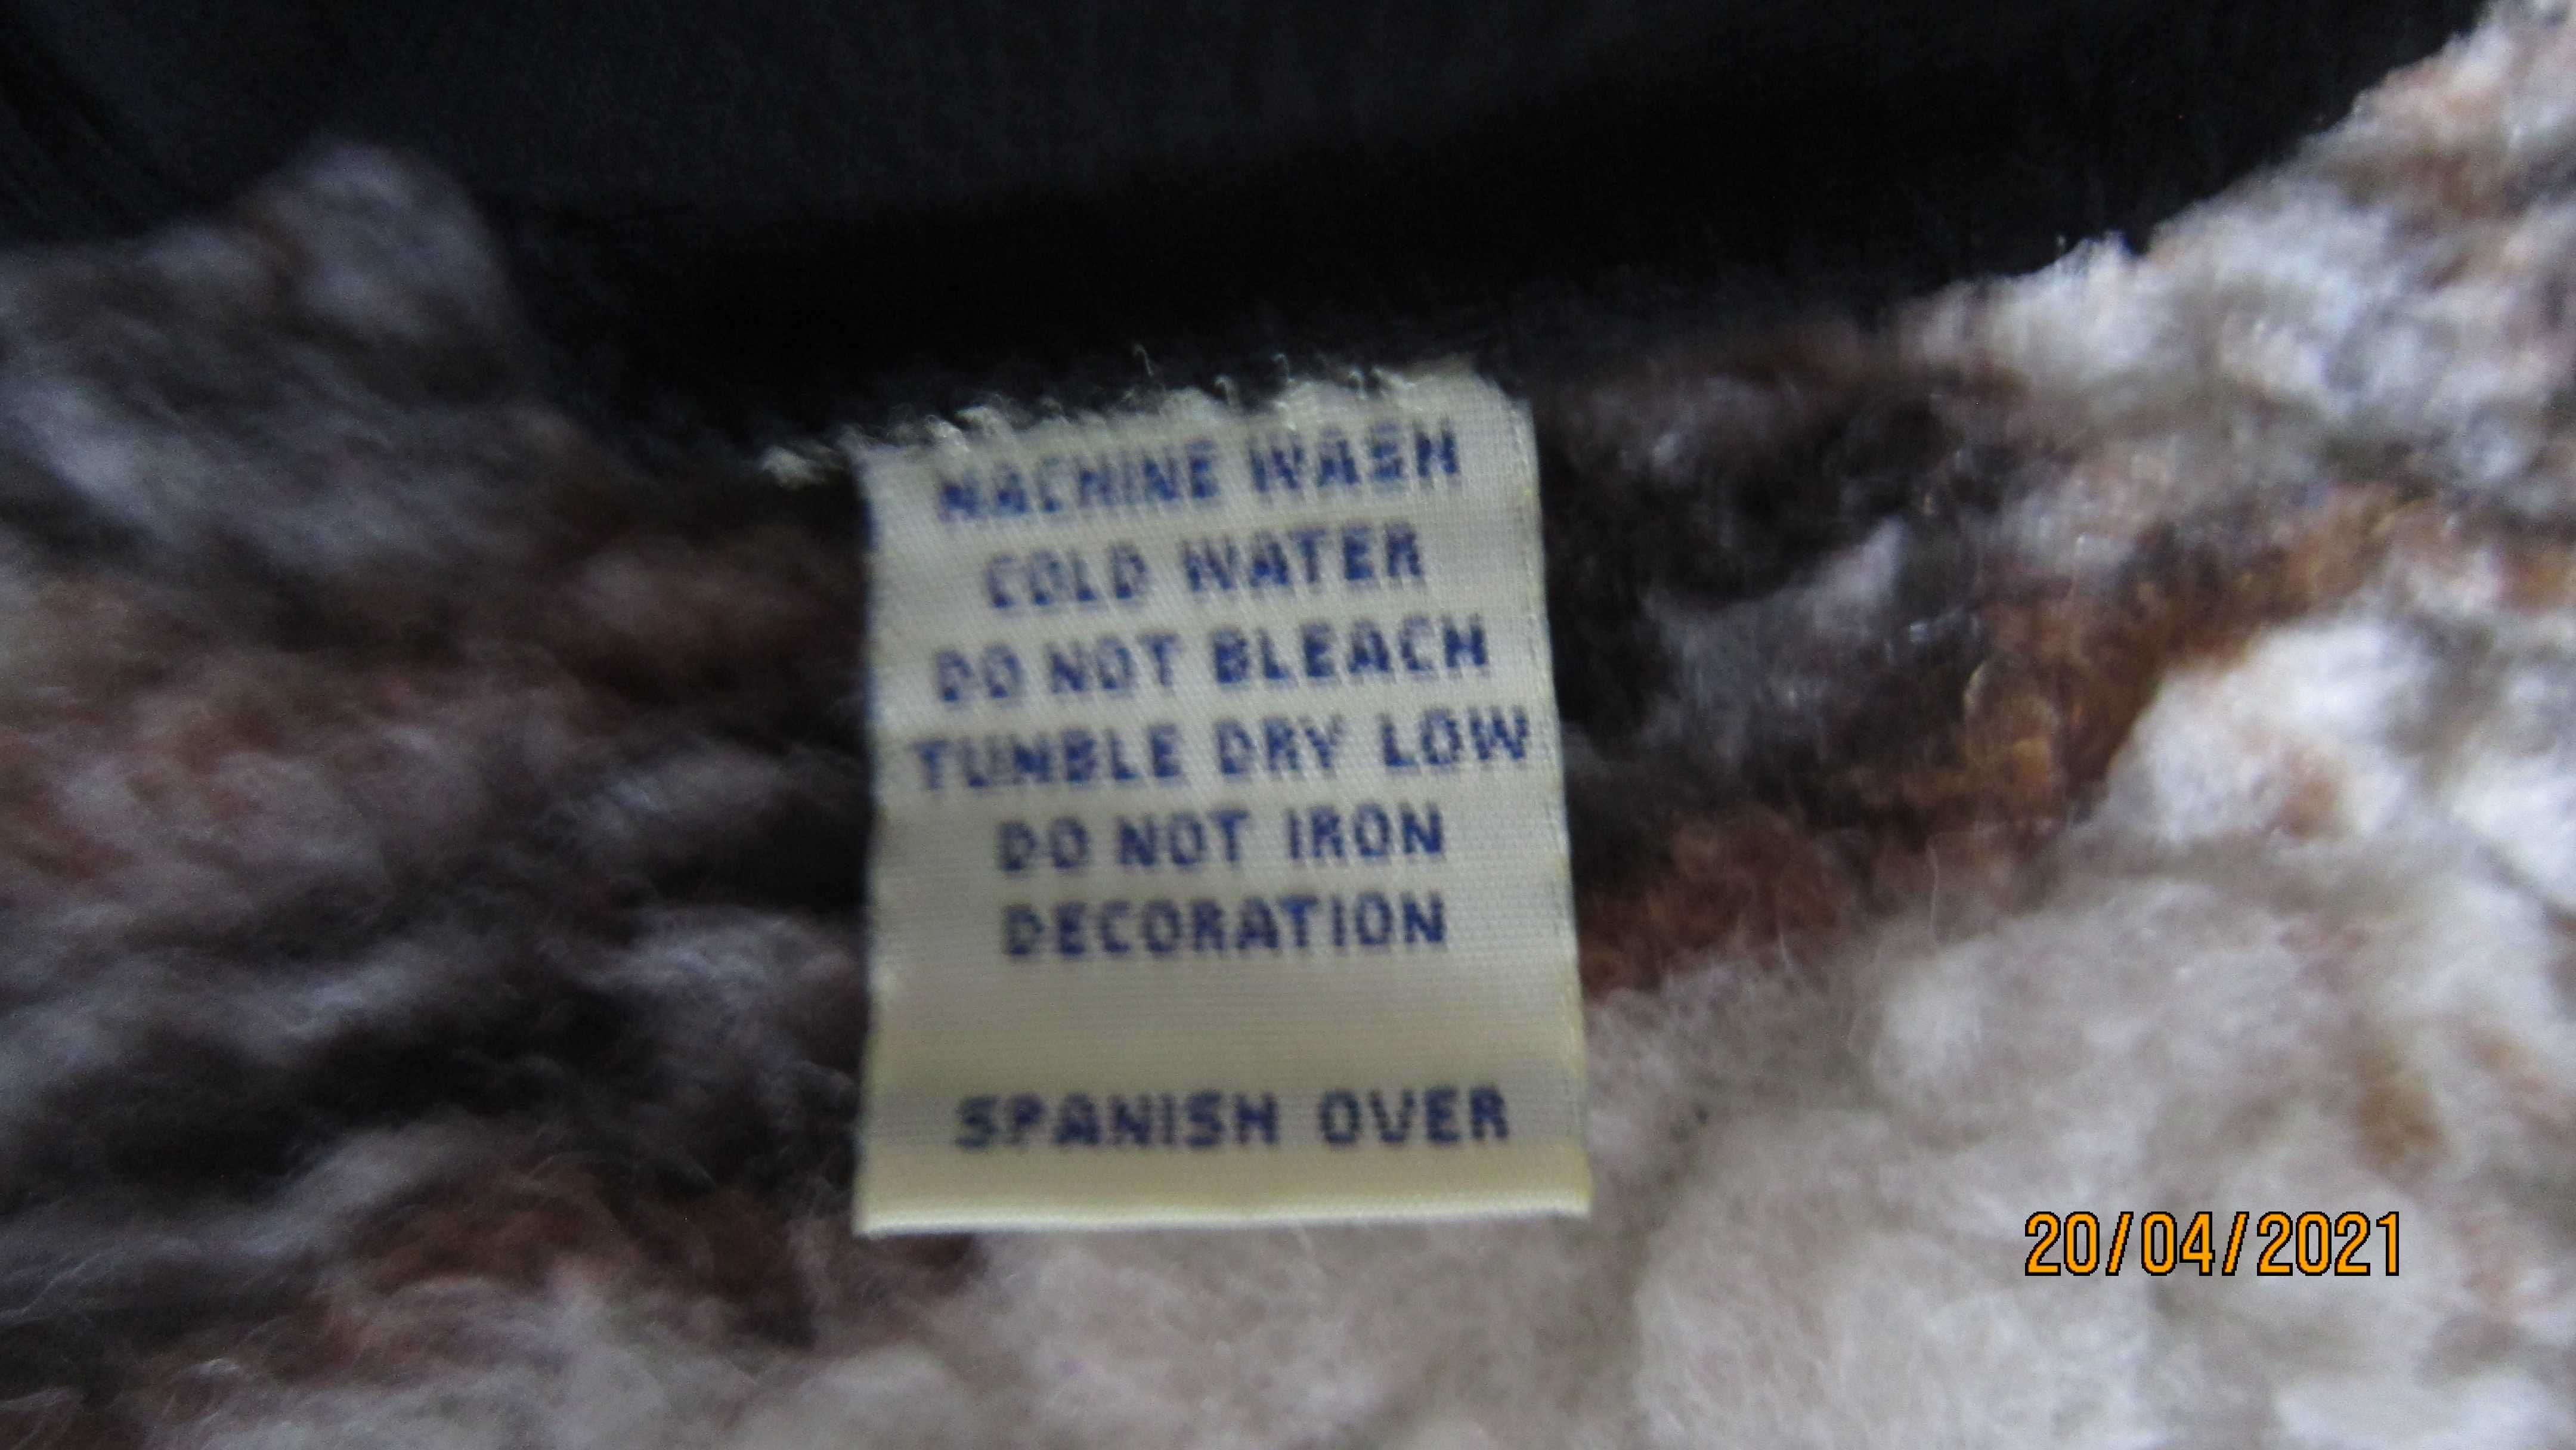 MACHINE WASH
COLD WATER
DO NOT BLEACH
TUMBLE DRY LOW
DO NOT IRON
DECORATION
SPANISH OVER
20/04/2021